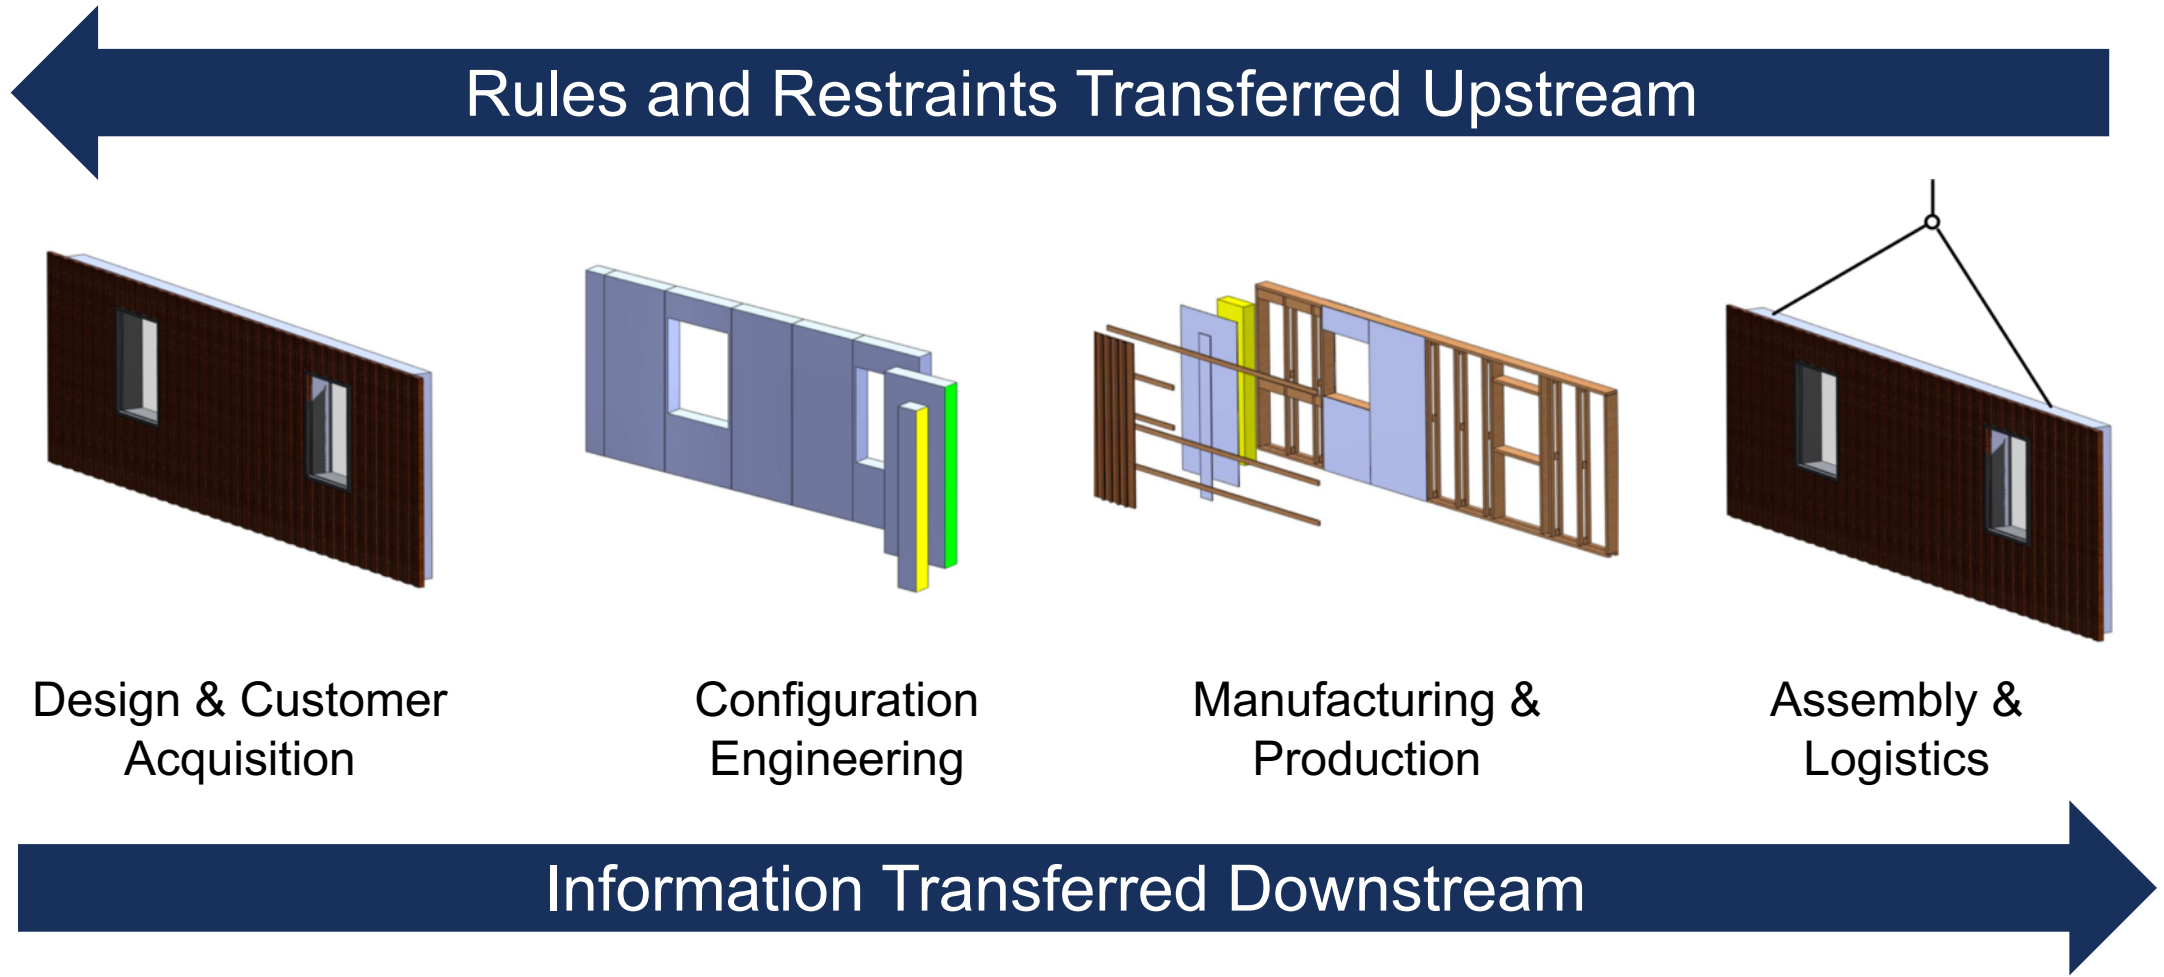 Rules and Restraints Transferred Upstream
Design & Customer
Acquisition
Configuration
Engineering
Manufacturing &
Production
Assembly &
Logistics
Information Transferred Downstream